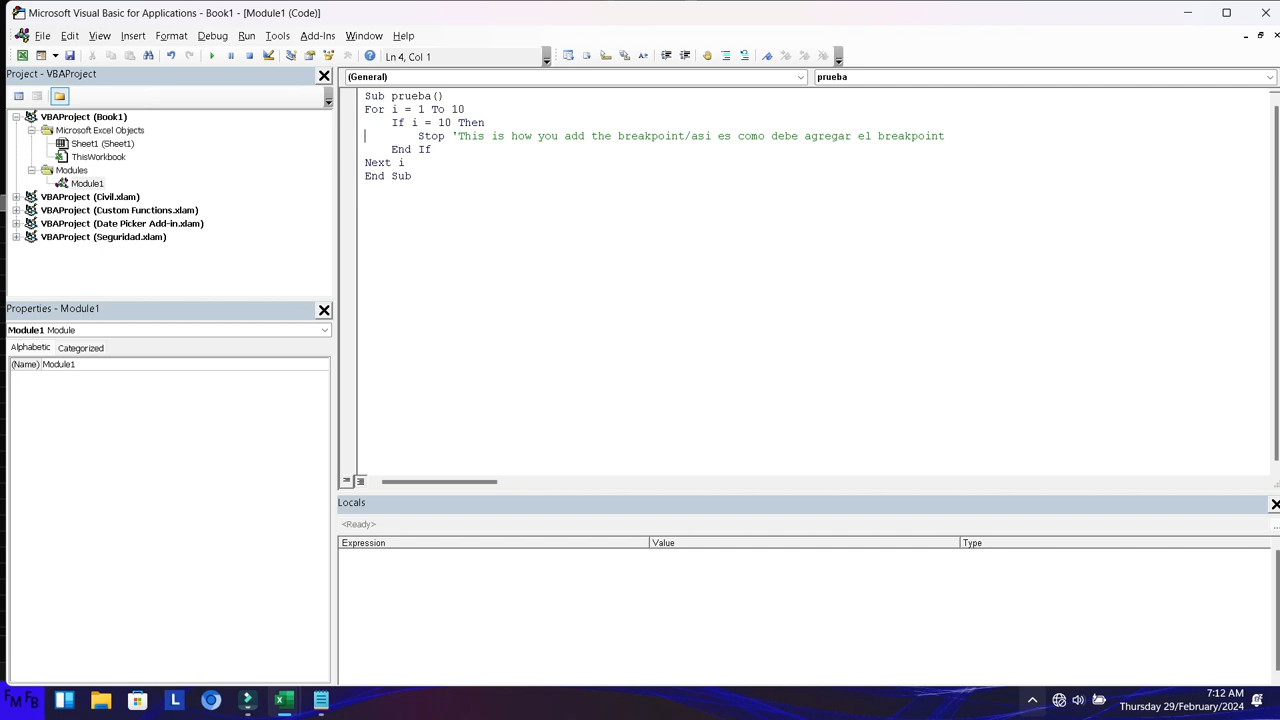 Microsoft Visual Basic for Applications - Book1 - [Module1 (Code)]
File Edit View Insert Format Debug Run Tools Add-Ins Window Help
Ln 4, Col 1
Project - VBAProject
VBAProject (Book1)
Microsoft Excel Objects
Sheet1 (Sheet1)
ThisWorkbook
Modules
Module1
VBAProject (Civil.xlam)
VBAProject (Custom Functions.xlam)
VBAProject (Date Picker Add-in.xlam)
VBAProject (Seguridad.xlam)
Properties - Module1
Module1 Module
Alphabetic Categorized
(Name) Module1
(General) prueba
Sub prueba()
For i = 1 To 10
If i = 10 Then
Stop 'This is how you add the breakpoint/asi es como debe agregar el breakpoint
End If
Next i
End Sub
Locals
<Ready>
...
Expression Value Type
FM FB
L
7:12 AM
Thursday 29/February/2024